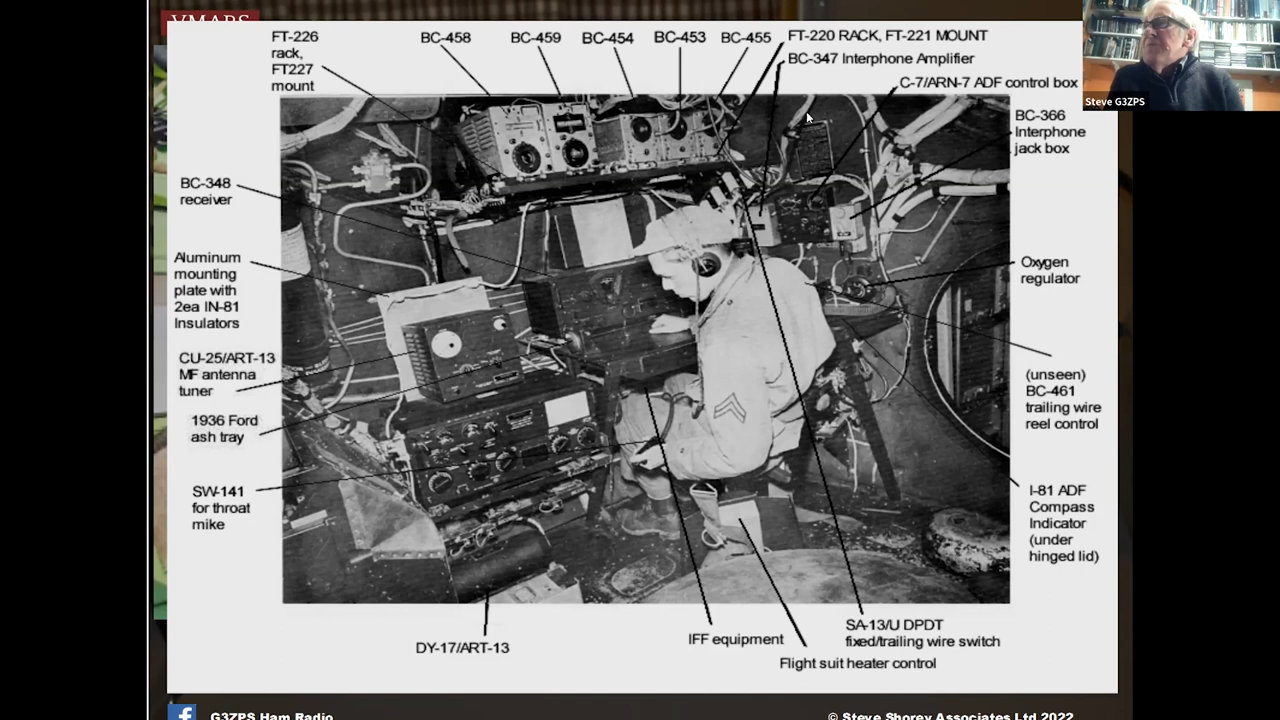 VMARS
FT-226
rack,
FT227
mount
BC-458
BC-459
BC-454
BC-453
BC-455
FT-220 RACK, FT-221 MOUNT
BC-347 Interphone Amplifier
C-7/ARN-7 ADF control box
Steve G3ZPS
BC-366
Interphone
jack box
BC-348
receiver
Aluminum
mounting
plate with
2ea IN-81
Insulators
Oxygen
regulator
CU-25/ART-13
MF antenna
tuner
(unseen)
BC-461
trailing wire
reel control
1936 Ford
ash tray
SW-141
for throat
mike
I-81 ADF
Compass
Indicator
(under
hinged lid)
DY-17/ART-13
IFF equipment
SA-13/U DPDT
fixed/trailing wire switch
Flight suit heater control
G3ZPS Ham Radio
© Steve Shorey Associates Ltd 2022